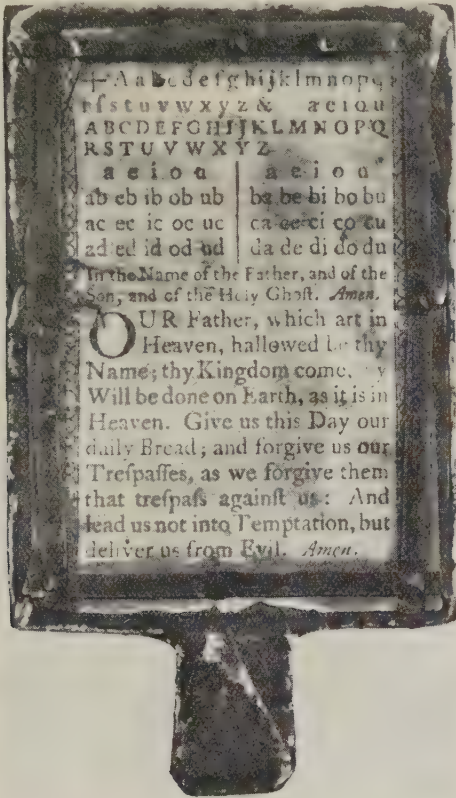 +Aabcdefghijklmnopq
rſstuvwxyz& aeiou
ABCDEFGHIJKLMNOPQ
RSTUVWXYZ
a e i o u | a e i o u
ab eb ib ob ub | ba be bi bo bu
ac ec ic oc uc | ca ce ci co cu
ad ed id od ud | da de di do du
In the Name of the Father, and of the
Son, and of the Holy Ghoſt. Amen.
OUR Father, which art in
Heaven, hallowed be thy
Name; thy Kingdom come,
Will be done on Earth, as it is in
Heaven. Give us this Day our
daily Bread; and forgive us our
Treſpaſſes, as we forgive them
that treſpaſs againſt us: And
lead us not into Temptation, but
deliver us from Evil. Amen.